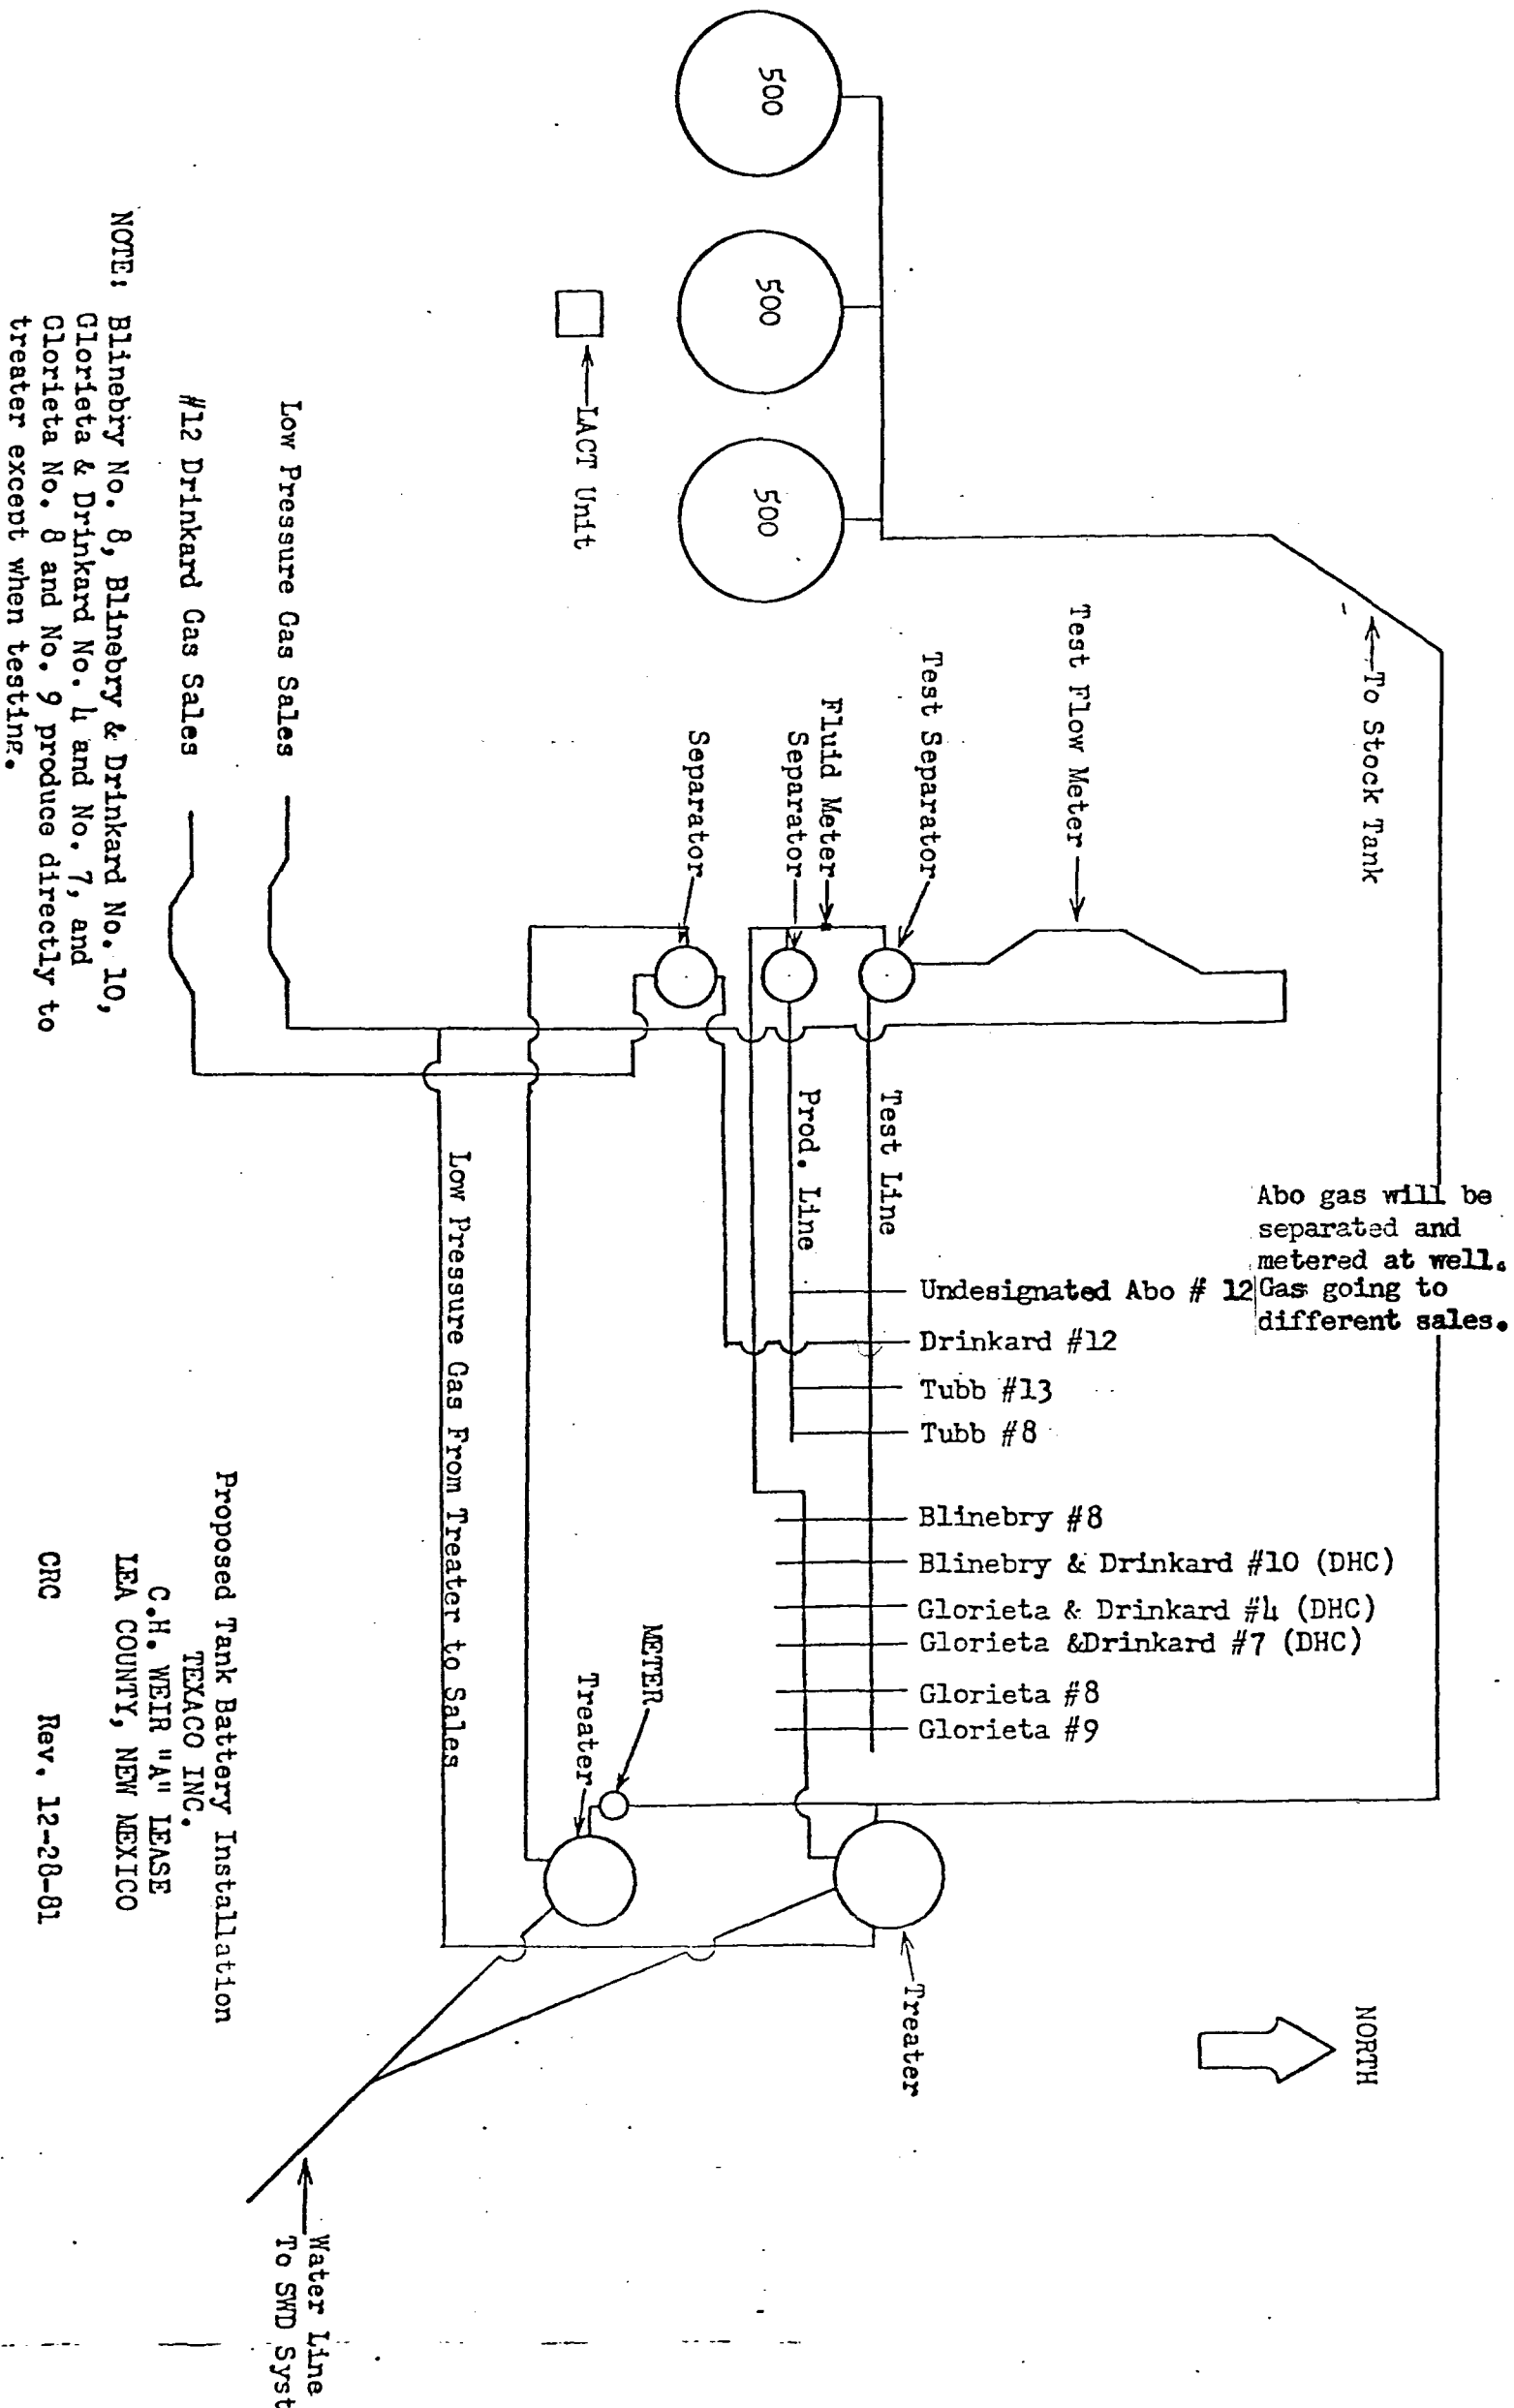 500
500
500
LACT Unit
To Stock Tank
Test Flow Meter
Test Separator
Fluid Meter
Separator
Separator
Low Pressure Gas Sales
#12 Drinkard Gas Sales
NOTE: Blinebry No. 8, Blinebry & Drinkard No. 10,
Glorieta & Drinkard No. 4 and No. 7, and
Glorieta No. 8 and No. 9 produce directly to
treater except when testing.
Test Line
Prod. Line
Abo gas will be
separated and
metered at well.
Undesignated Abo # 12 Gas going to
different sales.
Drinkard #12
Tubb #13
Tubb #8
Blinebry #8
Blinebry & Drinkard #10 (DHC)
Glorieta & Drinkard #4 (DHC)
Glorieta &Drinkard #7 (DHC)
Glorieta #8
Glorieta #9
Low Pressure Gas From Treater to Sales
METER
Treater
Treater
NORTH
Water Line
To SWD Syst
Proposed Tank Battery Installation
TEXACO INC.
C.H. WEIR "A" LEASE
LEA COUNTY, NEW MEXICO
CRC Rev. 12-28-81